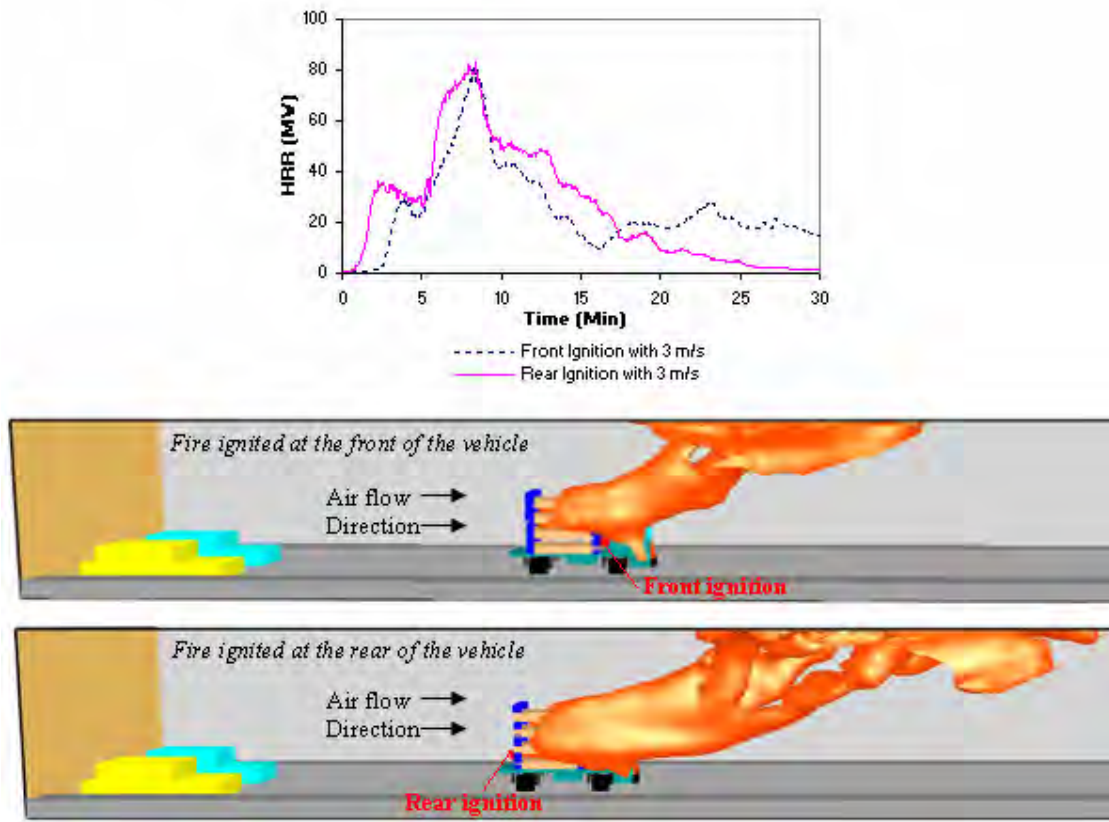 100
80
60
40
20
0
HRR (MW)
0 5 10 15 20 25 30
Time (Min)
Front Ignition with 3 m/s
Rear Ignition with 3 m/s
Fire ignited at the front of the vehicle
Air flow
Direction
Front ignition
Fire ignited at the rear of the vehicle
Air flow
Direction
Rear ignition